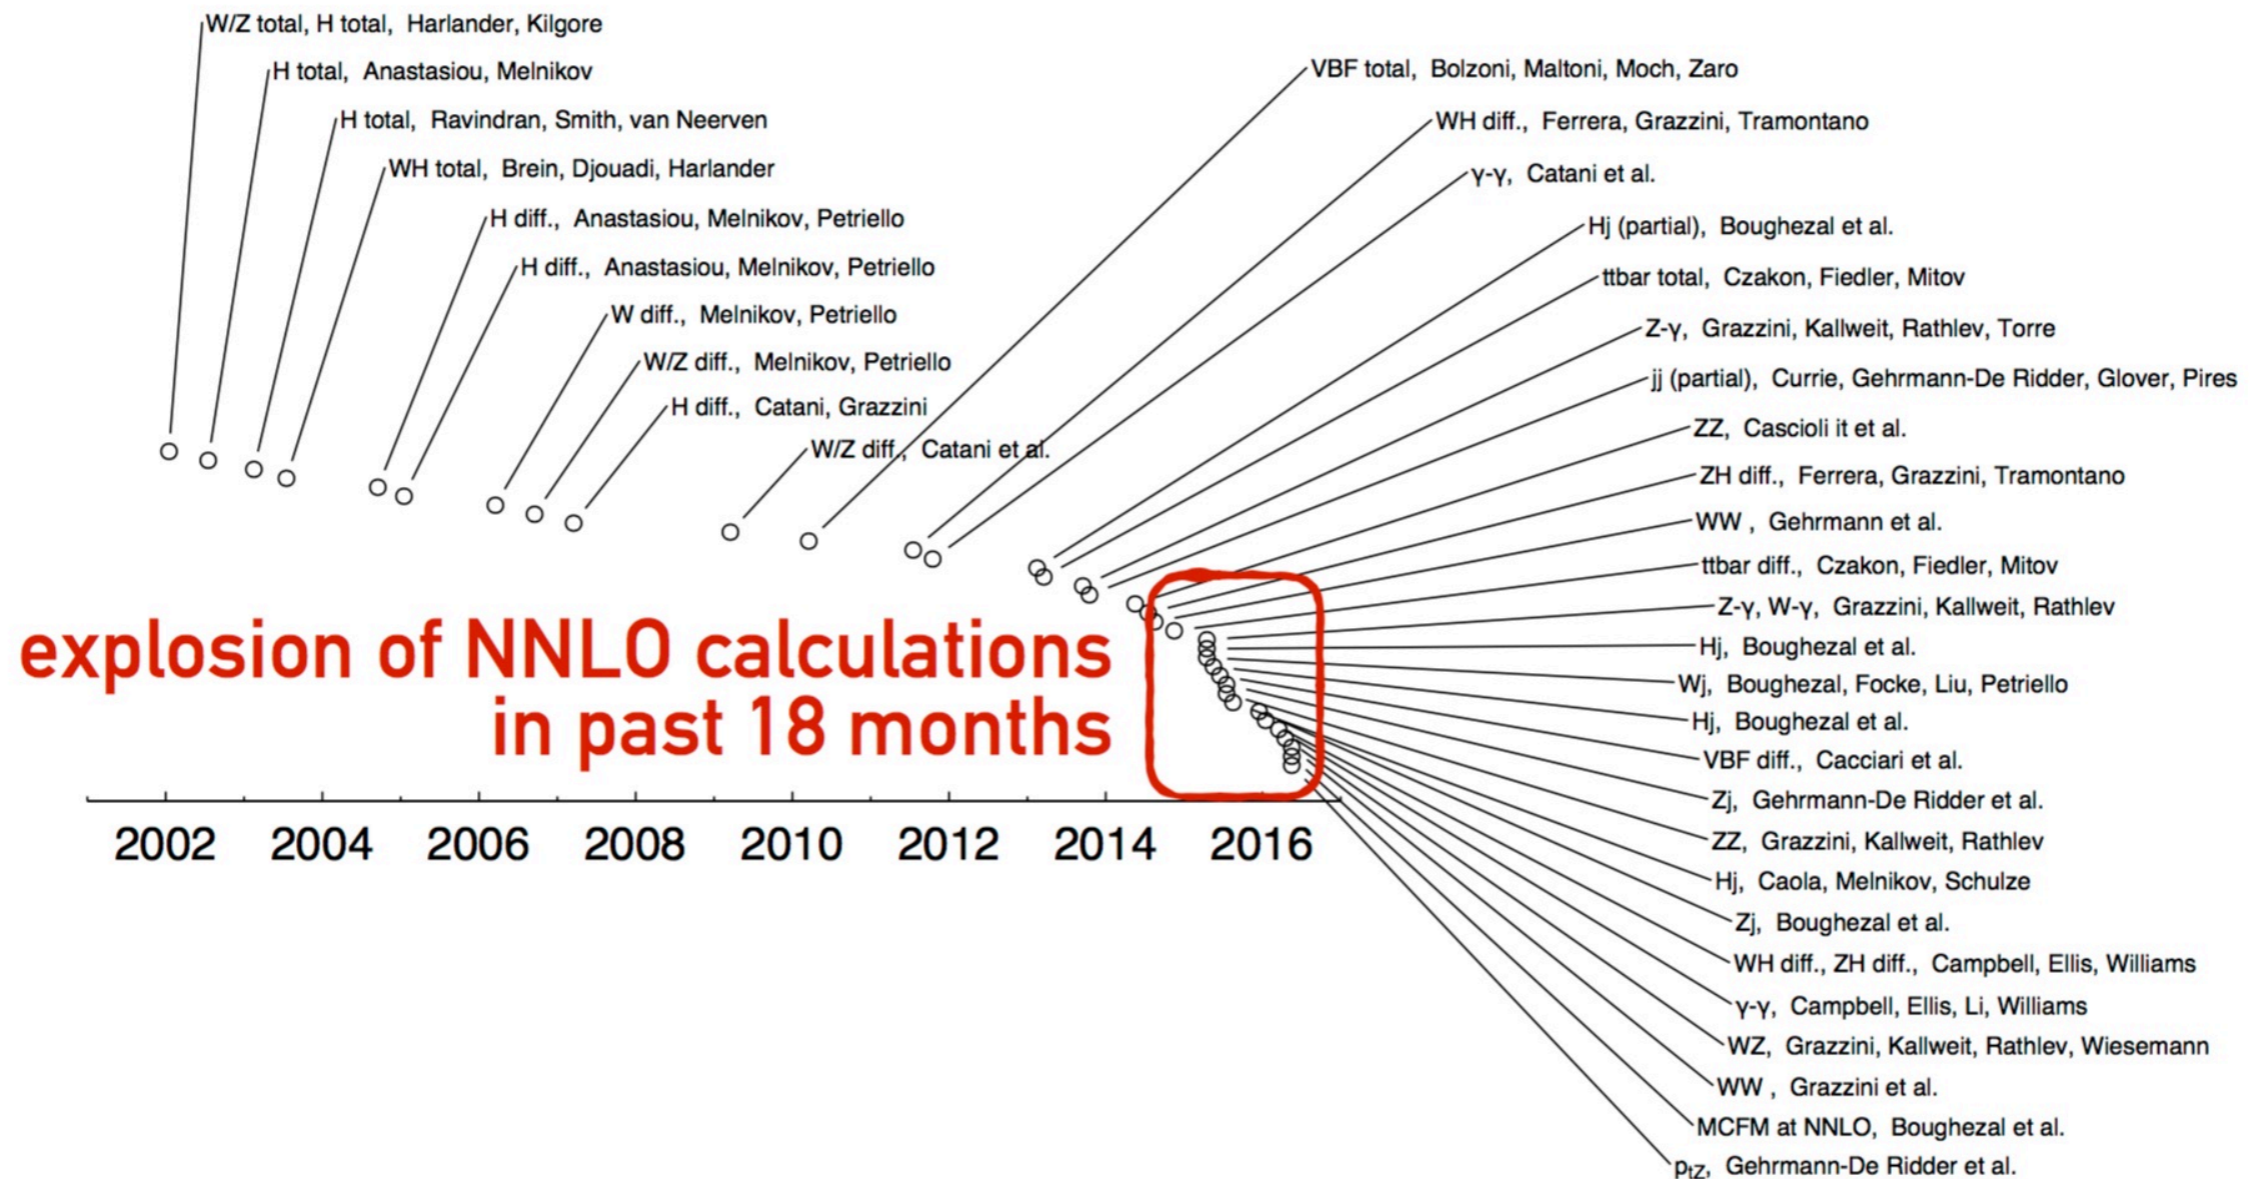 W/Z total, H total, Harlander, Kilgore
H total, Anastasiou, Melnikov
H total, Ravindran, Smith, van Neerven
WH total, Brein, Djouadi, Harlander
H diff., Anastasiou, Melnikov, Petriello
H diff., Anastasiou, Melnikov, Petriello
W diff., Melnikov, Petriello
W/Z diff., Melnikov, Petriello
H diff., Catani, Grazzini
W/Z diff., Catani et al.
VBF total, Bolzoni, Maltoni, Moch, Zaro
WH diff., Ferrera, Grazzini, Tramontano
γ-γ, Catani et al.
Hj (partial), Boughezal et al.
ttbar total, Czakon, Fiedler, Mitov
Z-γ, Grazzini, Kallweit, Rathlev, Torre
jj (partial), Currie, Gehrmann-De Ridder, Glover, Pires
ZZ, Cascioli it et al.
ZH diff., Ferrera, Grazzini, Tramontano
WW , Gehrmann et al.
ttbar diff., Czakon, Fiedler, Mitov
Z-γ, W-γ, Grazzini, Kallweit, Rathlev
Hj, Boughezal et al.
Wj, Boughezal, Focke, Liu, Petriello
Hj, Boughezal et al.
VBF diff., Cacciari et al.
Zj, Gehrmann-De Ridder et al.
ZZ, Grazzini, Kallweit, Rathlev
Hj, Caola, Melnikov, Schulze
Zj, Boughezal et al.
WH diff., ZH diff., Campbell, Ellis, Williams
γ-γ, Campbell, Ellis, Li, Williams
WZ, Grazzini, Kallweit, Rathlev, Wiesemann
WW , Grazzini et al.
MCFM at NNLO, Boughezal et al.
ptZ, Gehrmann-De Ridder et al.
explosion of NNLO calculations
in past 18 months
2002 2004 2006 2008 2010 2012 2014 2016